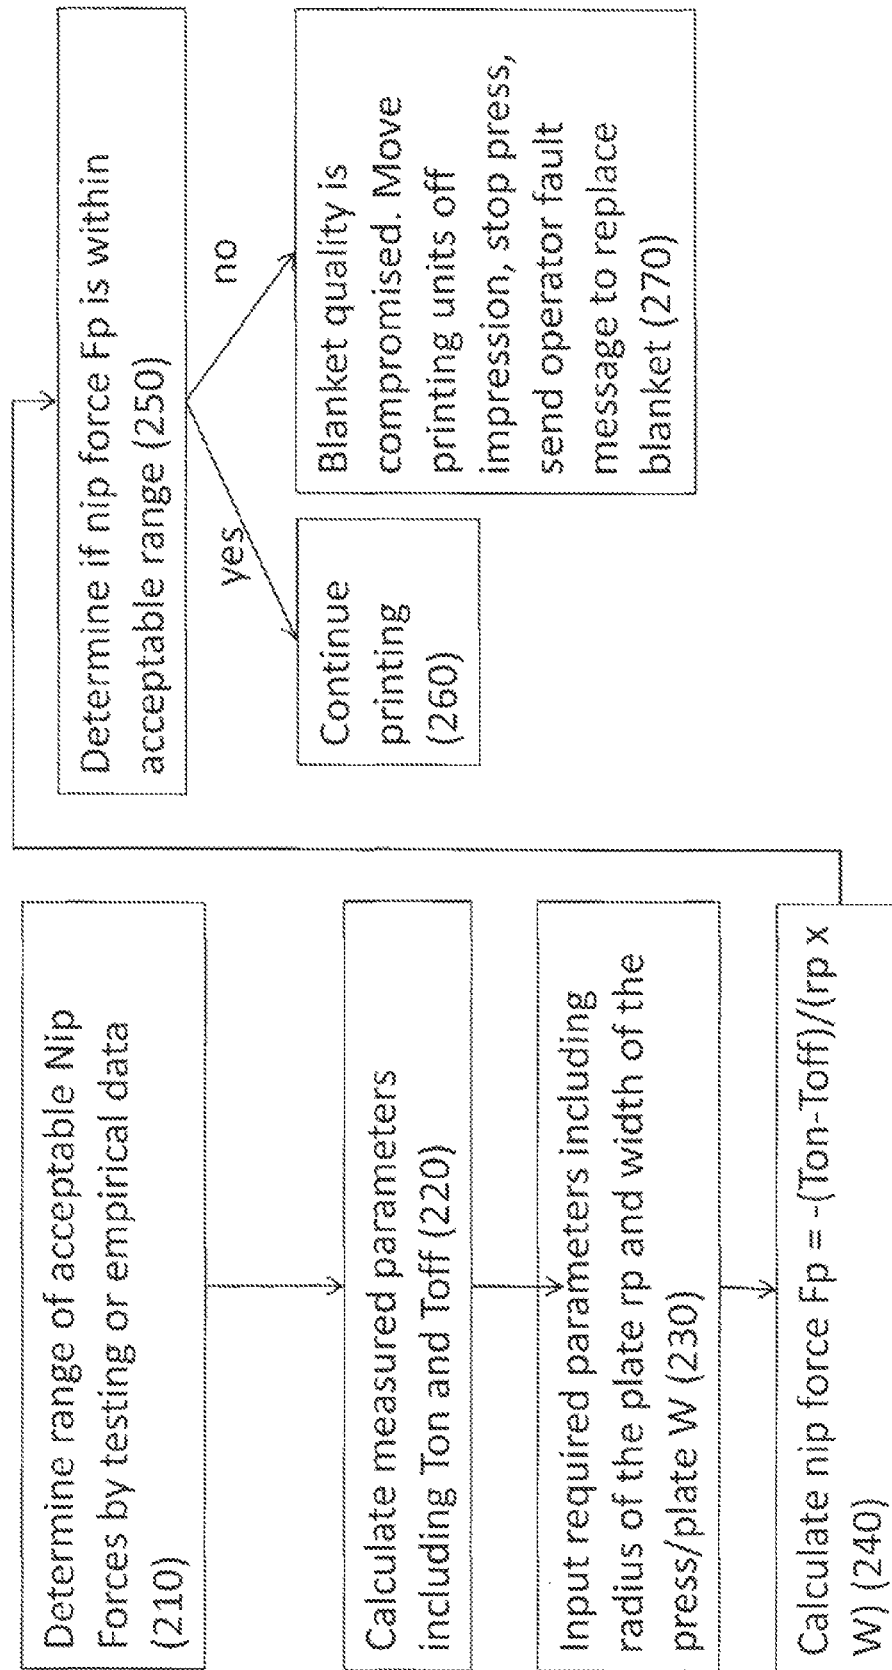 Determine range of acceptable Nip
Forces by testing or empirical data
(210)
Calculate measured parameters
including Ton and Toff (220)
Input required parameters including
radius of the plate rp and width of the
press/plate W (230)
Calculate nip force Fp = -(Ton-Toff)/(rp x
W) (240)
Determine if nip force Fp is within
acceptable range (250)
yes
no
Continue
printing
(260)
Blanket quality is
compromised. Move
printing units off
impression, stop press,
send operator fault
message to replace
blanket (270)